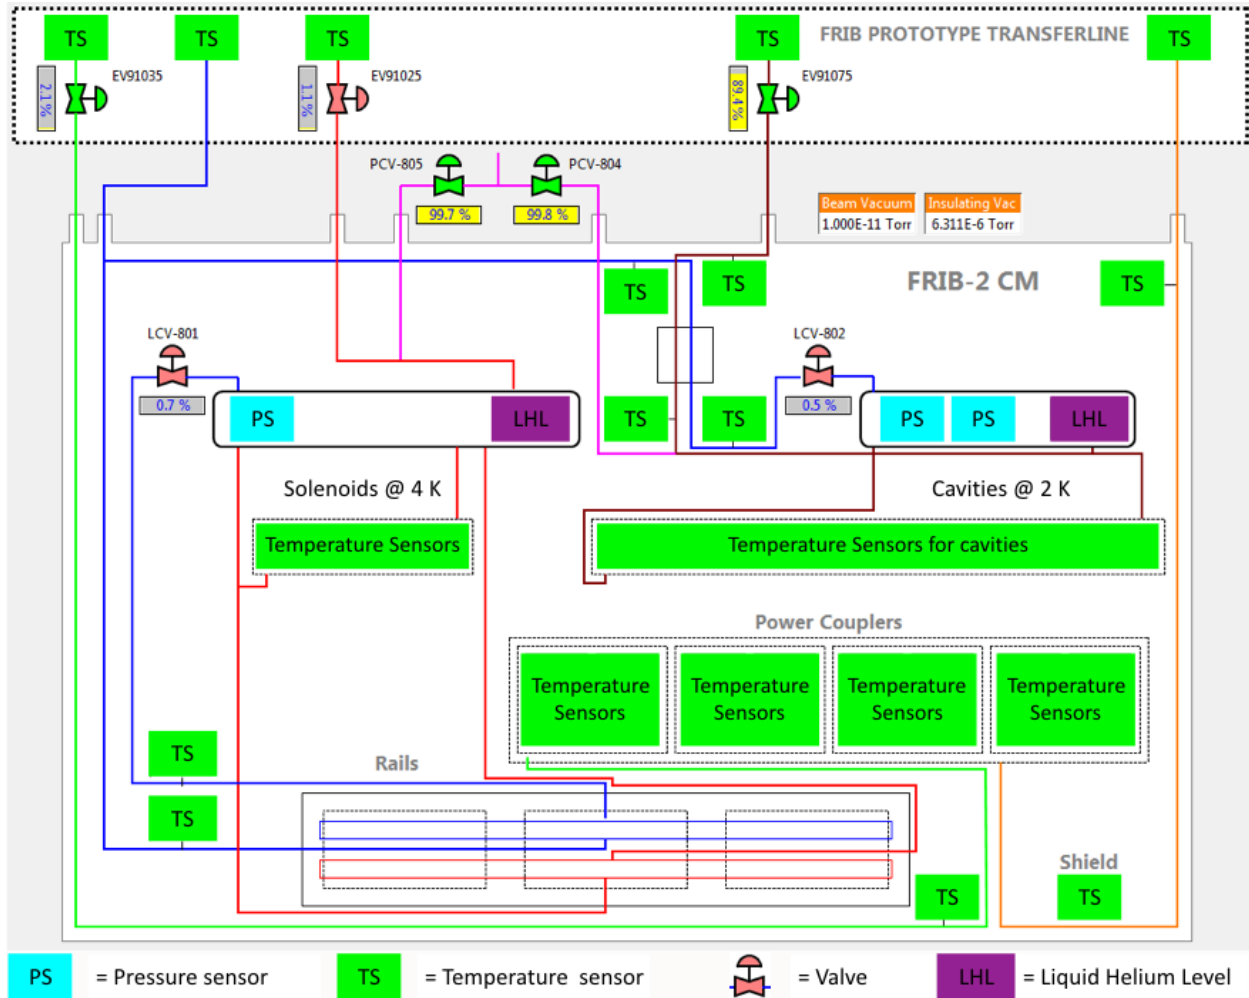 TS
TS
TS
TS
FRIB PROTOTYPE TRANSFERLINE
TS
2.1 %
EV91035
1.1 %
EV91025
89.4 %
EV91075
PCV-805
PCV-804
99.7 %
99.8 %
Beam Vacuum
1.000E-11 Torr
Insulating Vac
6.311E-6 Torr
TS
TS
FRIB-2 CM
TS
LCV-801
LCV-802
0.7 %
PS
LHL
TS
TS
0.5 %
PS
PS
LHL
Solenoids @ 4 K
Cavities @ 2 K
Temperature Sensors
Temperature Sensors for cavities
Power Couplers
Temperature
Sensors
Temperature
Sensors
Temperature
Sensors
Temperature
Sensors
TS
Rails
TS
Shield
TS
TS
PS
= Pressure sensor
TS
= Temperature sensor
= Valve
LHL
= Liquid Helium Level